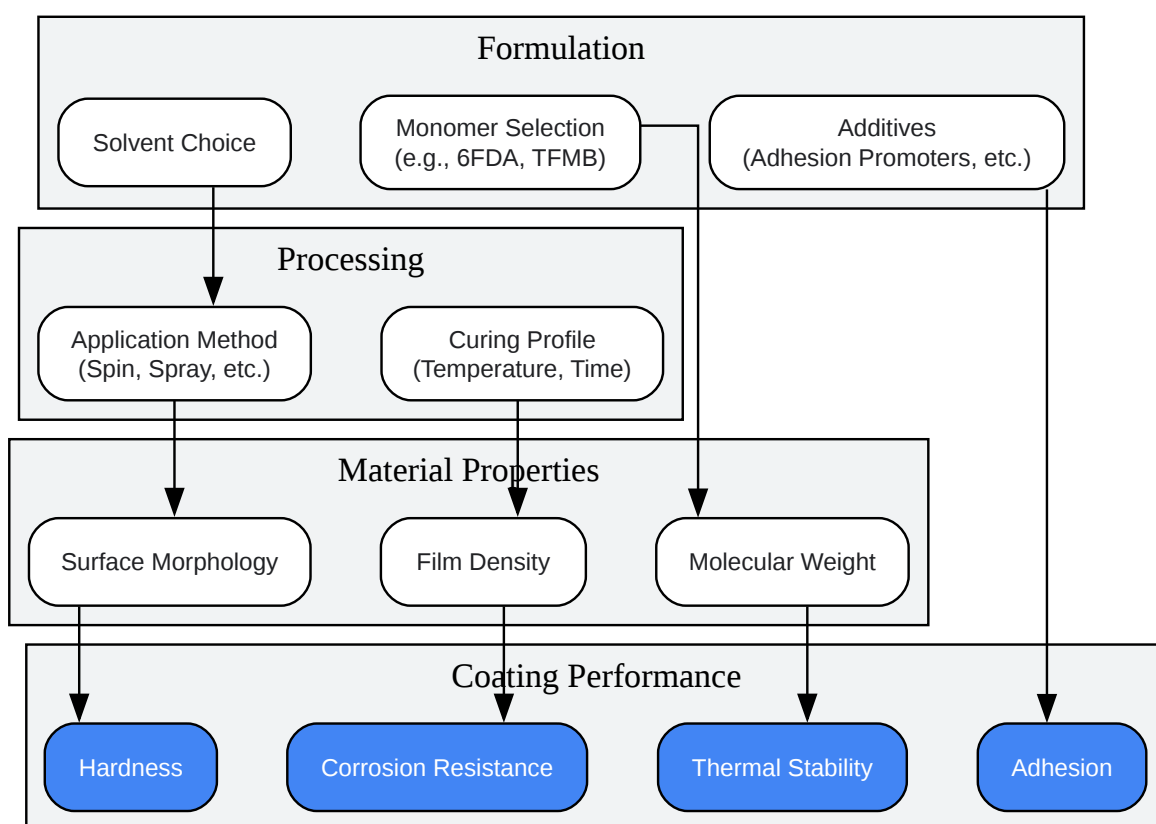 Formulation
Solvent Choice
Monomer Selection
(e.g., 6FDA, TFMB)
Additives
(Adhesion Promoters, etc.)
Processing
Application Method
(Spin, Spray, etc.)
Curing Profile
(Temperature, Time)
Material Properties
Surface Morphology
Film Density
Molecular Weight
Coating Performance
Hardness
Corrosion Resistance
Thermal Stability
Adhesion